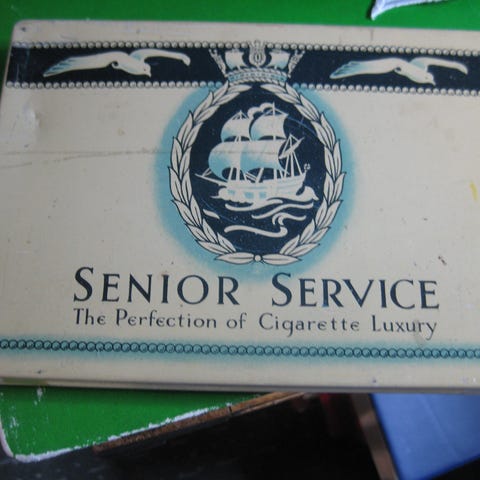 SENIOR SERVICE
The Perfection of Cigarette Luxury